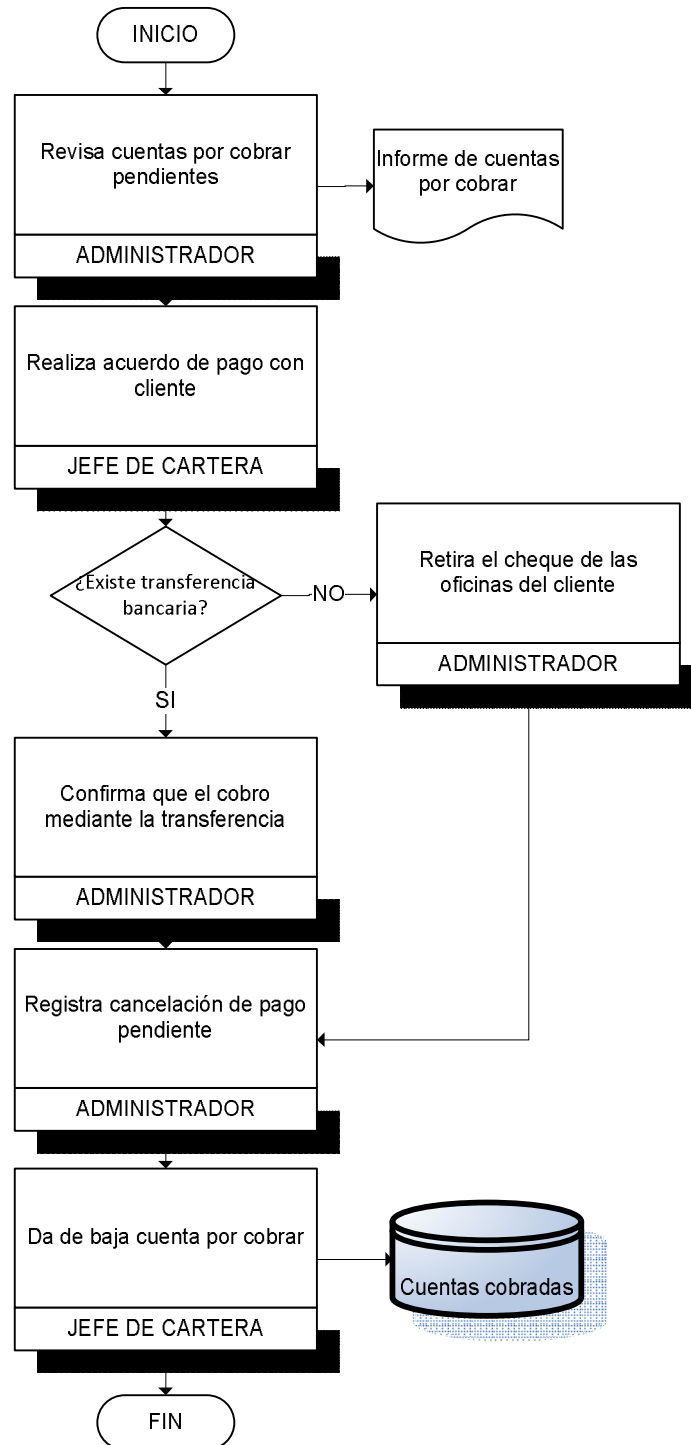 INICIO
Revisa cuentas por cobrar
pendientes
ADMINISTRADOR
Informe de cuentas
por cobrar
Realiza acuerdo de pago con
cliente
JEFE DE CARTERA
¿Existe transferencia
bancaria?
NO
Retira el cheque de las
oficinas del cliente
ADMINISTRADOR
SI
Confirma que el cobro
mediante la transferencia
ADMINISTRADOR
Registra cancelación de pago
pendiente
ADMINISTRADOR
Da de baja cuenta por cobrar
JEFE DE CARTERA
Cuentas cobradas
FIN